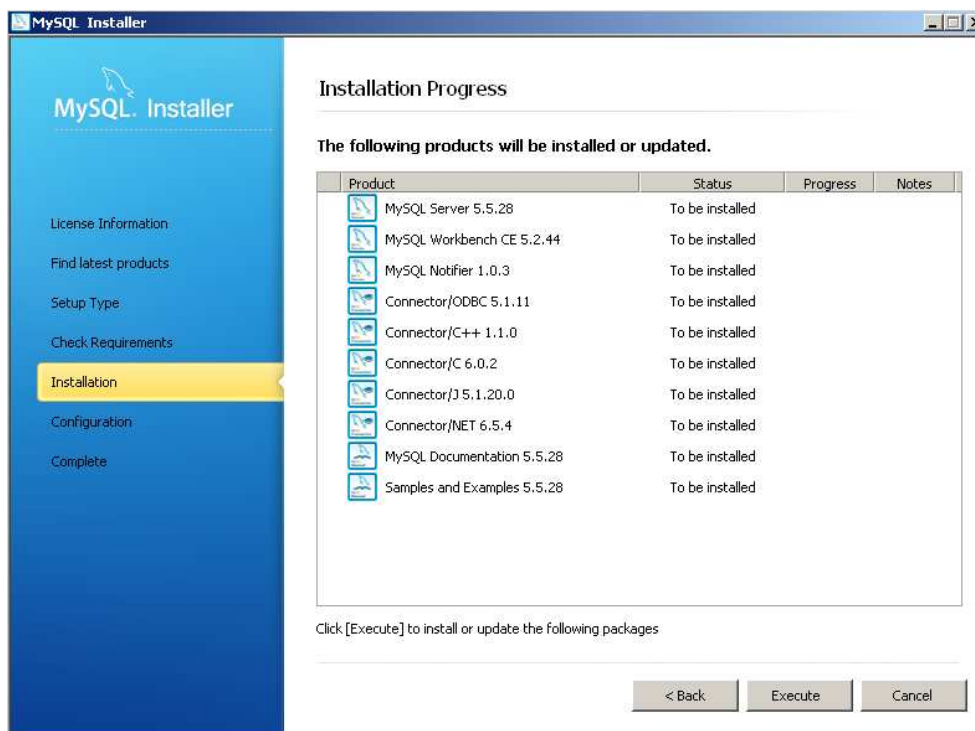 MySQL Installer
MySQL. Installer
License Information
Find latest products
Setup Type
Check Requirements
Installation
Configuration
Complete
Installation Progress
The following products will be installed or updated.
Product Status Progress Notes
MySQL Server 5.5.28 To be installed
MySQL Workbench CE 5.2.44 To be installed
MySQL Notifier 1.0.3 To be installed
Connector/ODBC 5.1.11 To be installed
Connector/C++ 1.1.0 To be installed
Connector/C 6.0.2 To be installed
Connector/J 5.1.20.0 To be installed
Connector/NET 6.5.4 To be installed
MySQL Documentation 5.5.28 To be installed
Samples and Examples 5.5.28 To be installed
Click [Execute] to install or update the following packages
< Back Execute Cancel